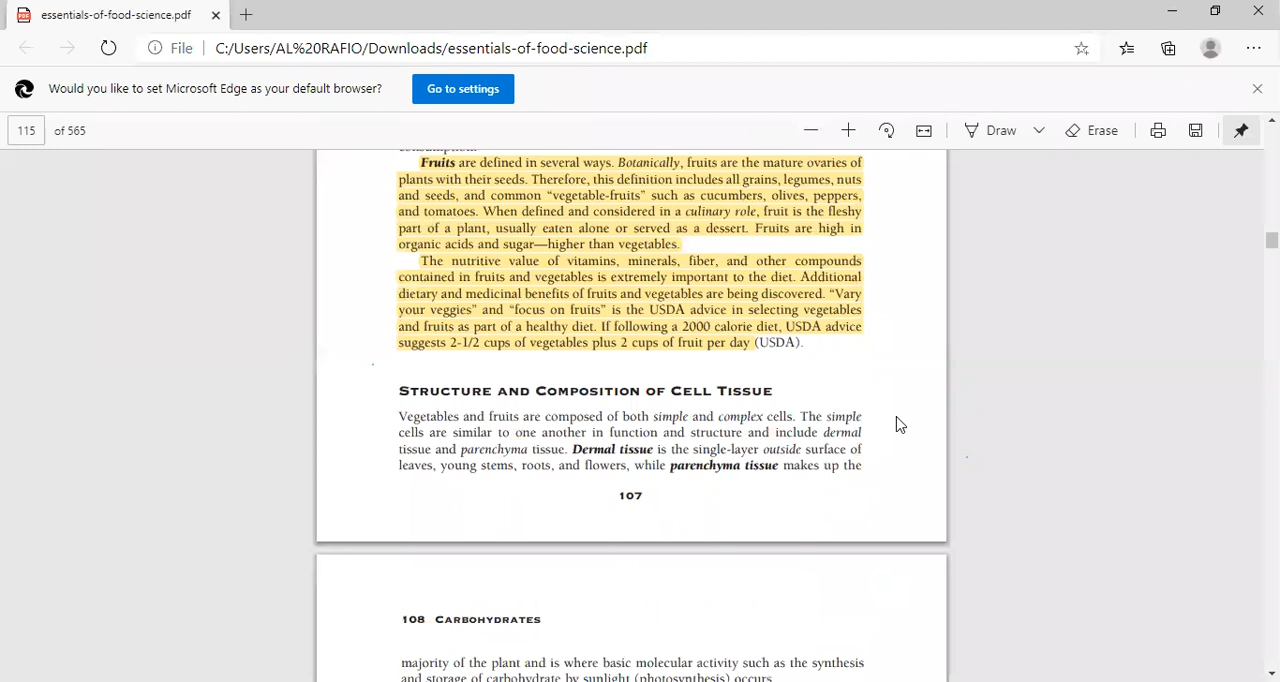 essentials-of-food-science.pdf
File
C:/Users/AL%20RAFIO/Downloads/essentials-of-food-science.pdf
Would you like to set Microsoft Edge as your default browser?
Go to settings
115 of 565
Draw
Erase
consumption.
Fruits are defined in several ways. Botanically, fruits are the mature ovaries of
plants with their seeds. Therefore, this definition includes all grains, legumes, nuts
and seeds, and common “vegetable-fruits” such as cucumbers, olives, peppers,
and tomatoes. When defined and considered in a culinary role, fruit is the fleshy
part of a plant, usually eaten alone or served as a dessert. Fruits are high in
organic acids and sugar—higher than vegetables.
The nutritive value of vitamins, minerals, fiber, and other compounds
contained in fruits and vegetables is extremely important to the diet. Additional
dietary and medicinal benefits of fruits and vegetables are being discovered. “Vary
your veggies” and “focus on fruits” is the USDA advice in selecting vegetables
and fruits as part of a healthy diet. If following a 2000 calorie diet, USDA advice
suggests 2-1/2 cups of vegetables plus 2 cups of fruit per day (USDA).
STRUCTURE AND COMPOSITION OF CELL TISSUE
Vegetables and fruits are composed of both simple and complex cells. The simple
cells are similar to one another in function and structure and include dermal
tissue and parenchyma tissue. Dermal tissue is the single-layer outside surface of
leaves, young stems, roots, and flowers, while parenchyma tissue makes up the
107
108 CARBOHYDRATES
majority of the plant and is where basic molecular activity such as the synthesis
and storage of carbohydrate by sunlight (photosynthesis) occurs.